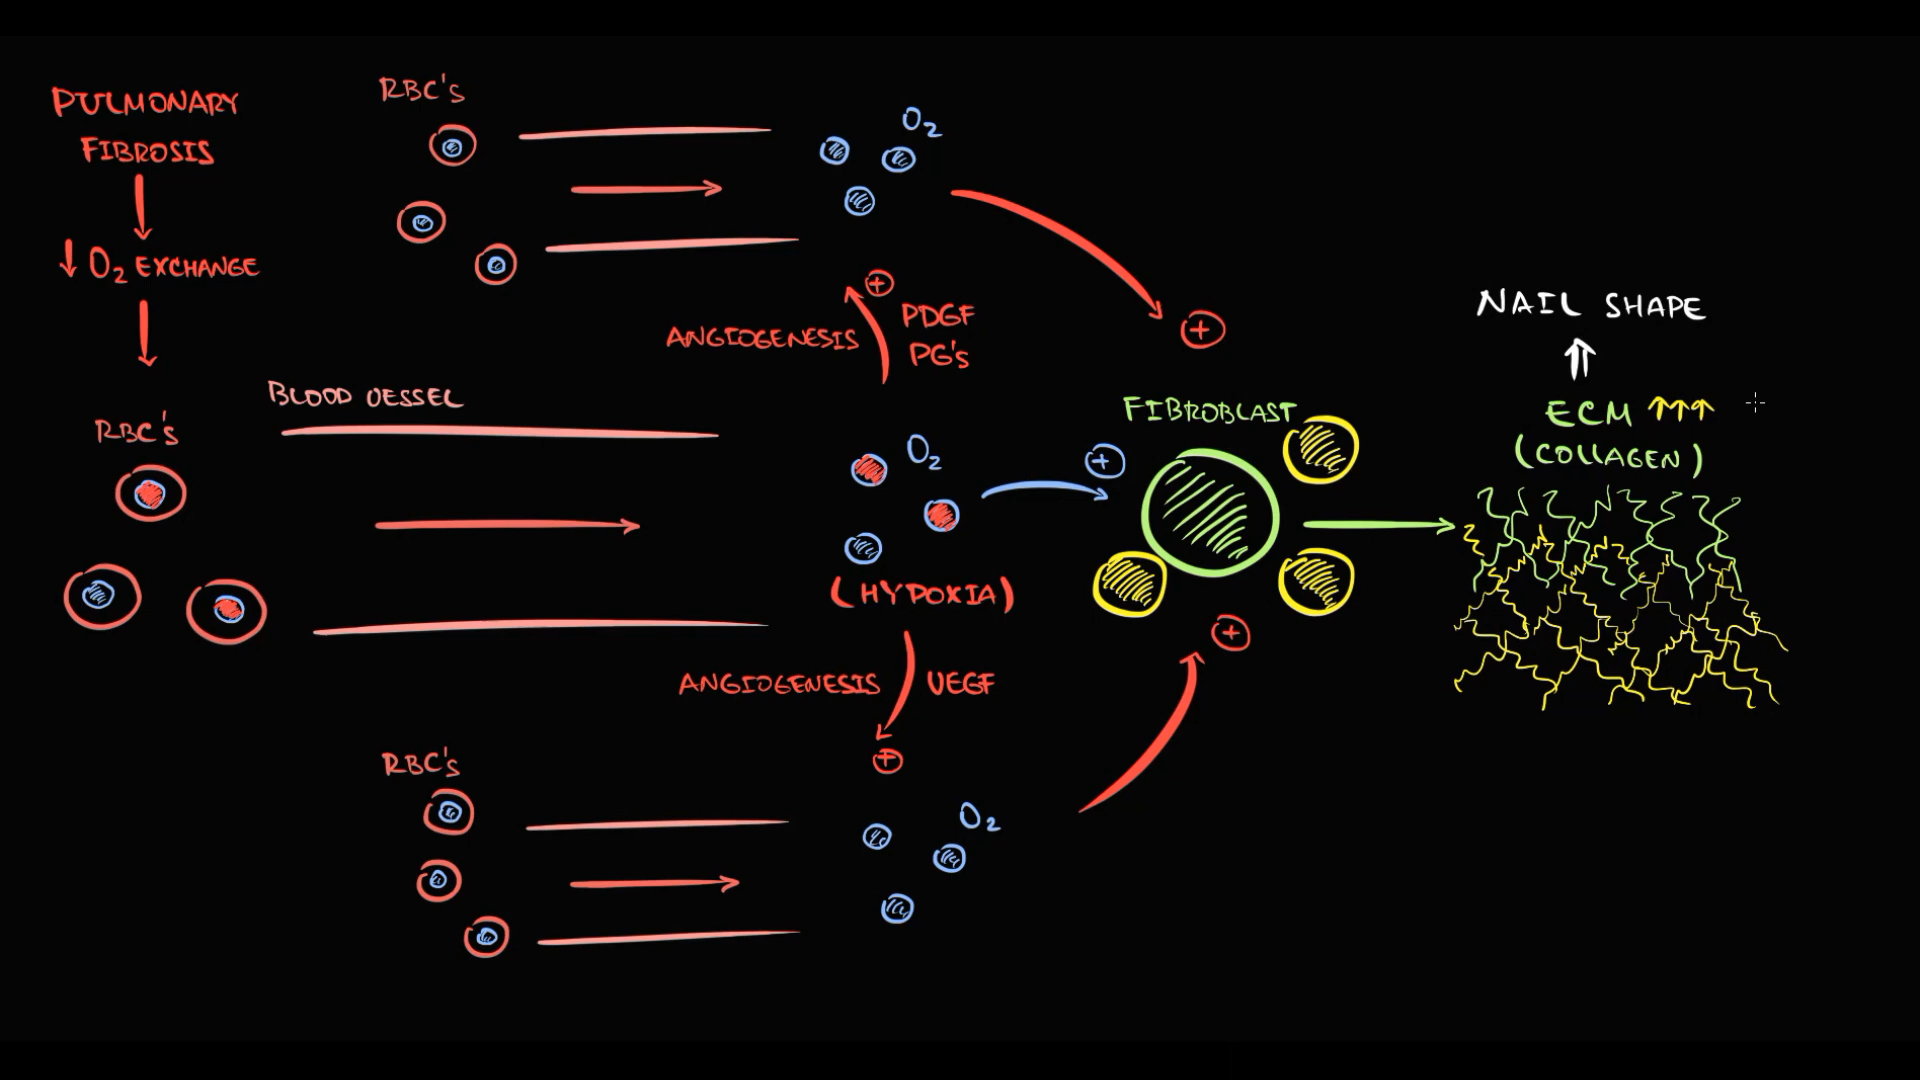 PULMONARY
FIBROSIS
↓ O₂ EXCHANGE
RBC's
O₂
ANGIOGENESIS
+
PDGF
PG's
+
BLOOD VESSEL
RBC's
O₂
(HYPOXIA)
+
FIBROBLAST
NAIL SHAPE
ECM ↑↑↑
(COLLAGEN)
ANGIOGENESIS
VEGF
+
+
RBC's
O₂